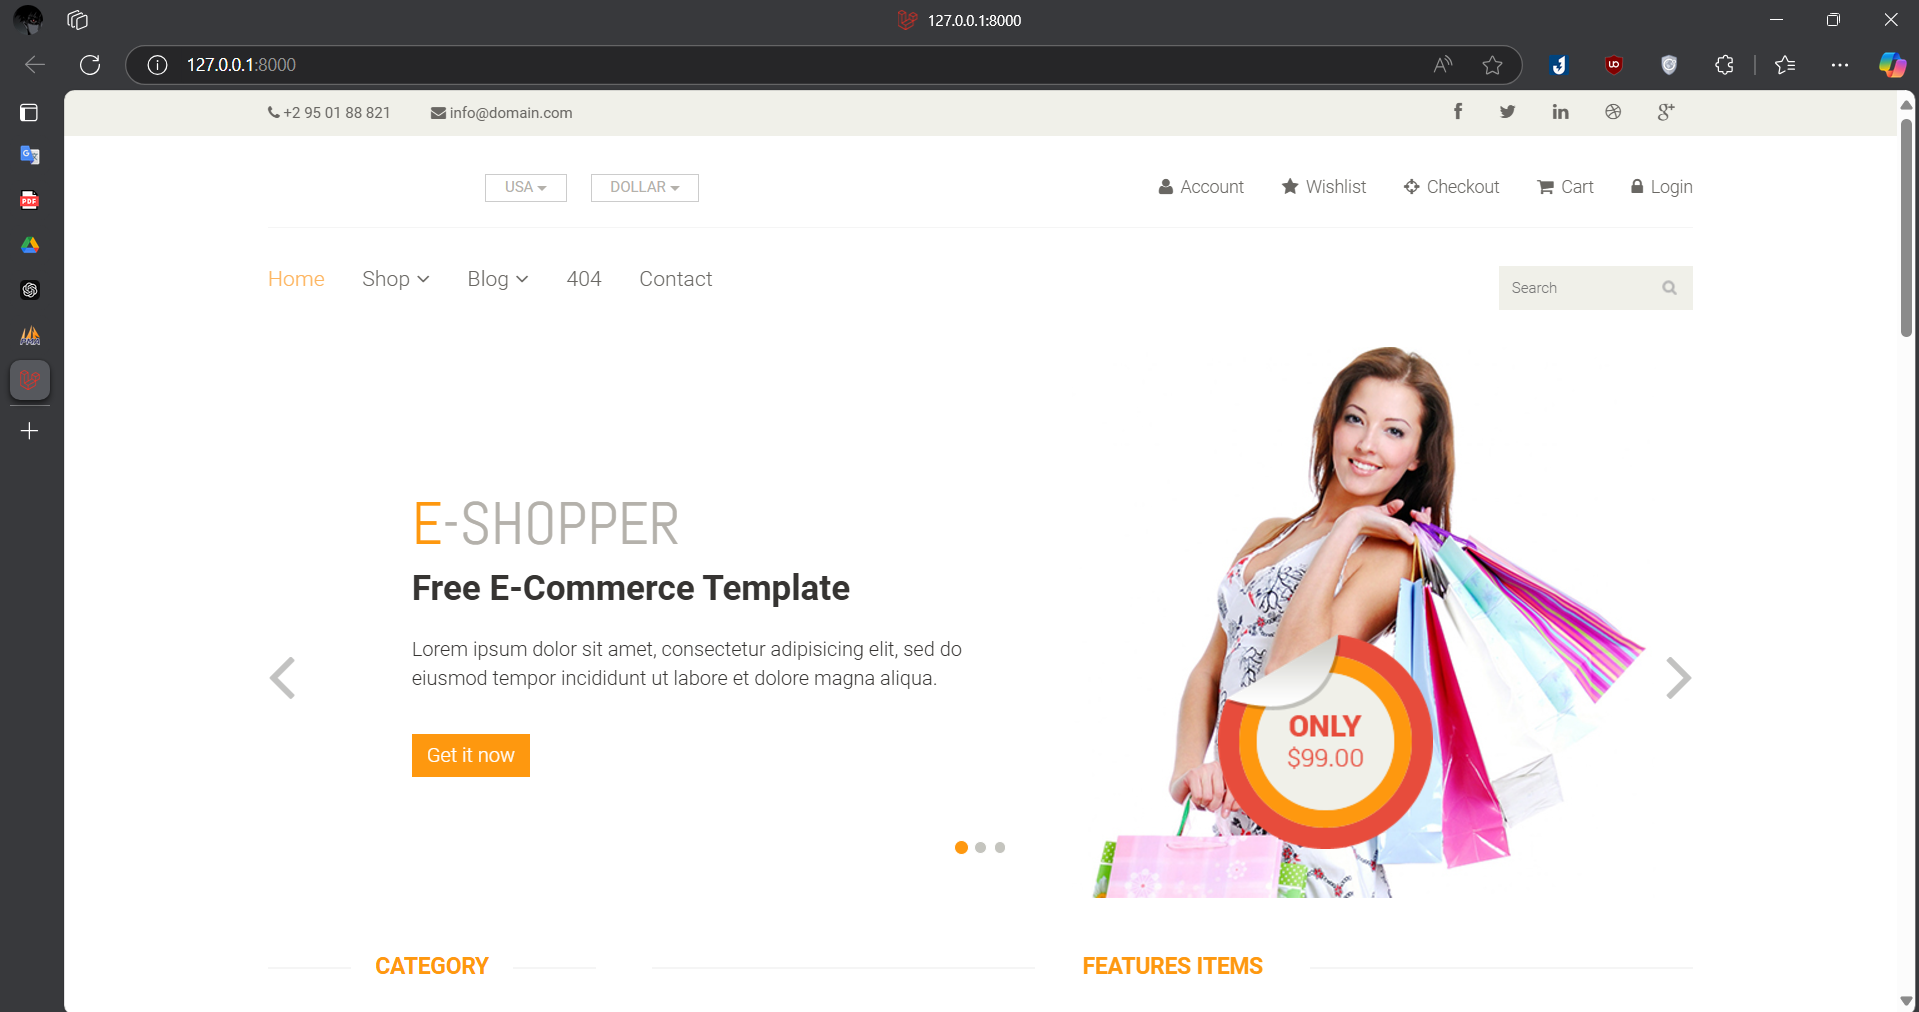 127.0.0.1:8000
127.0.0.1:8000
+2 95 01 88 821
info@domain.com
USA
DOLLAR
Account
Wishlist
Checkout
Cart
Login
Home
Shop
Blog
404
Contact
Search
E-SHOPPER
Free E-Commerce Template
Lorem ipsum dolor sit amet, consectetur adipisicing elit, sed do
eiusmod tempor incididunt ut labore et dolore magna aliqua.
Get it now
ONLY
$99.00
CATEGORY
FEATURES ITEMS
PDF